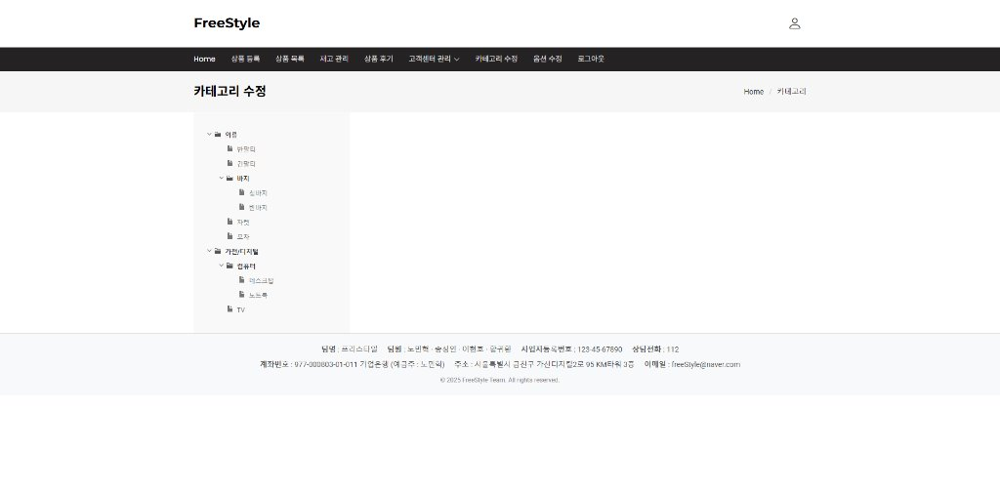 FreeStyle
Home 상품 등록 상품 목록 재고 관리 상품 후기 고객센터 관리 카테고리 수정 옵션 수정 로그아웃
카테고리 수정
Home / 카테고리
의류
반팔티
긴팔티
바지
긴바지
반바지
자켓
모자
가전/디지털
컴퓨터
데스크탑
노트북
TV
팀명 : 프리스타일 팀원 : 노민혁 · 송정인 · 이현호 · 황귀환 사업자등록번호 : 123-45-67890 상담전화 : 112
계좌번호 : 977-000803-01-011 기업은행 (예금주 : 노민혁) 주소 : 서울특별시 금천구 가산디지털2로 95 KM타워 3층 이메일 : freeStyle@naver.com
© 2025 FreeStyle Team. All rights reserved.